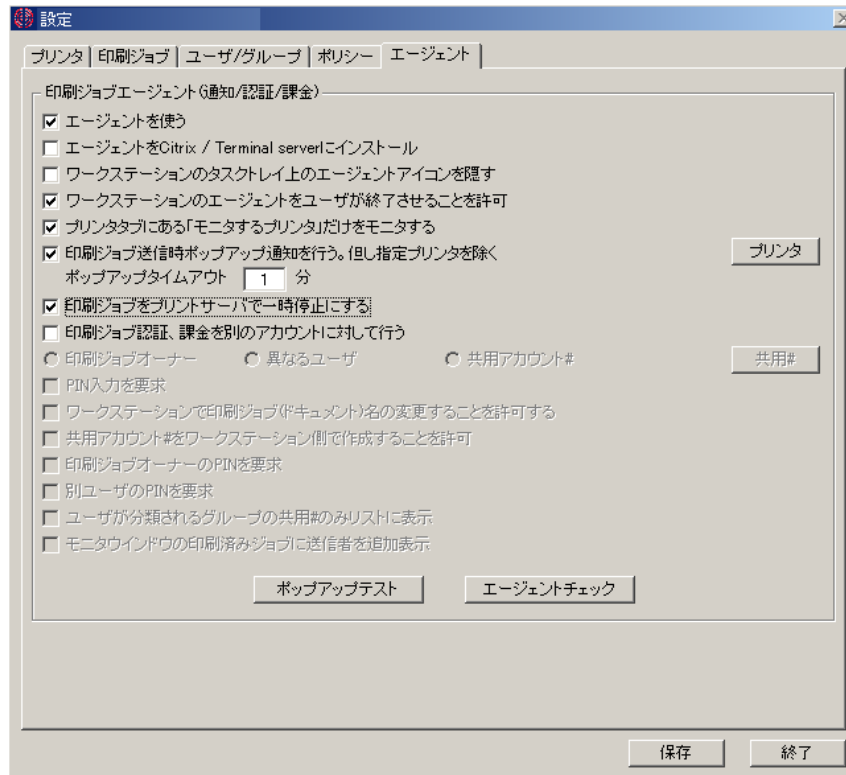 設定
プリンタ 印刷ジョブ ユーザ/グループ ポリシー エージェント
印刷ジョブエージェント(通知/認証/課金)
エージェントを使う
エージェントをCitrix / Terminal serverにインストール
ワークステーションのタスクトレイ上のエージェントアイコンを隠す
ワークステーションのエージェントをユーザが終了させることを許可
プリンタタブにある「モニタするプリンタ」だけをモニタする
印刷ジョブ送信時ポップアップ通知を行う。但し指定プリンタを除く プリンタ
ポップアップタイムアウト 1 分
印刷ジョブをプリントサーバで一時停止にする
印刷ジョブ認証、課金を別のアカウントに対して行う
印刷ジョブオーナー 異なるユーザ 共用アカウント# 共用#
PIN入力を要求
ワークステーションで印刷ジョブ(ドキュメント)名の変更することを許可する
共用アカウント#をワークステーション側で作成することを許可
印刷ジョブオーナーのPINを要求
別ユーザのPINを要求
ユーザが分類されるグループの共用#のみリストに表示
モニタウインドウの印刷済みジョブに送信者を追加表示
ポップアップテスト エージェントチェック
保存 終了